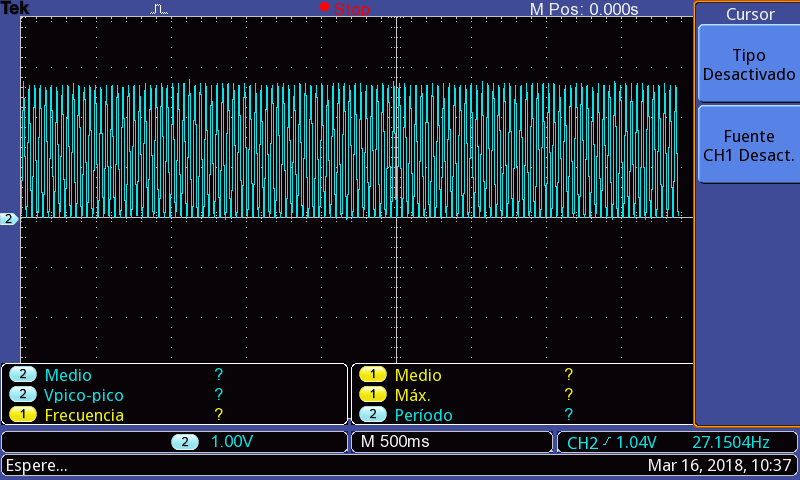 Tek Stop M Pos: 0.000s
Cursor
Tipo
Desactivado
Fuente
CH1 Desact.
2
2 Medio ?
2 Vpico-pico ?
1 Frecuencia ?
1 Medio ?
1 Máx. ?
2 Período ?
2 1.00V M 500ms CH2 1.04V 27.1504Hz
Espere... Mar 16, 2018, 10:37